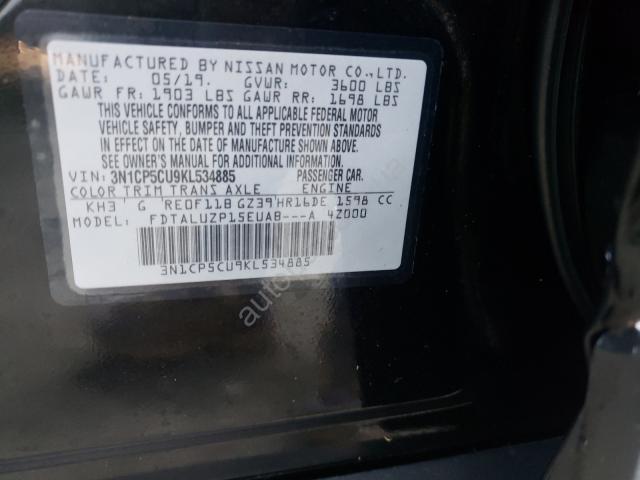 MANUFACTURED BY NISSAN MOTOR CO.,LTD.
DATE: 05/19. GVWR: 3600 LBS
GAWR FR: 1903 LBS GAWR RR: 1698 LBS
THIS VEHICLE CONFORMS TO ALL APPLICABLE FEDERAL MOTOR
VEHICLE SAFETY, BUMPER AND THEFT PREVENTION STANDARDS
IN EFFECT ON THE DATE OF MANUFACTURE SHOWN ABOVE.
SEE OWNER'S MANUAL FOR ADDITIONAL INFORMATION.
VIN: 3N1CP5CU9KL534885 PASSENGER CAR.
COLOR TRIM TRANS AXLE ENGINE
KH3 G RE0F11B GZ39 HR16DE 1598 CC
MODEL: FDTALUZP15EUAB---A 4Z000
3N1CP5CU9KL534885